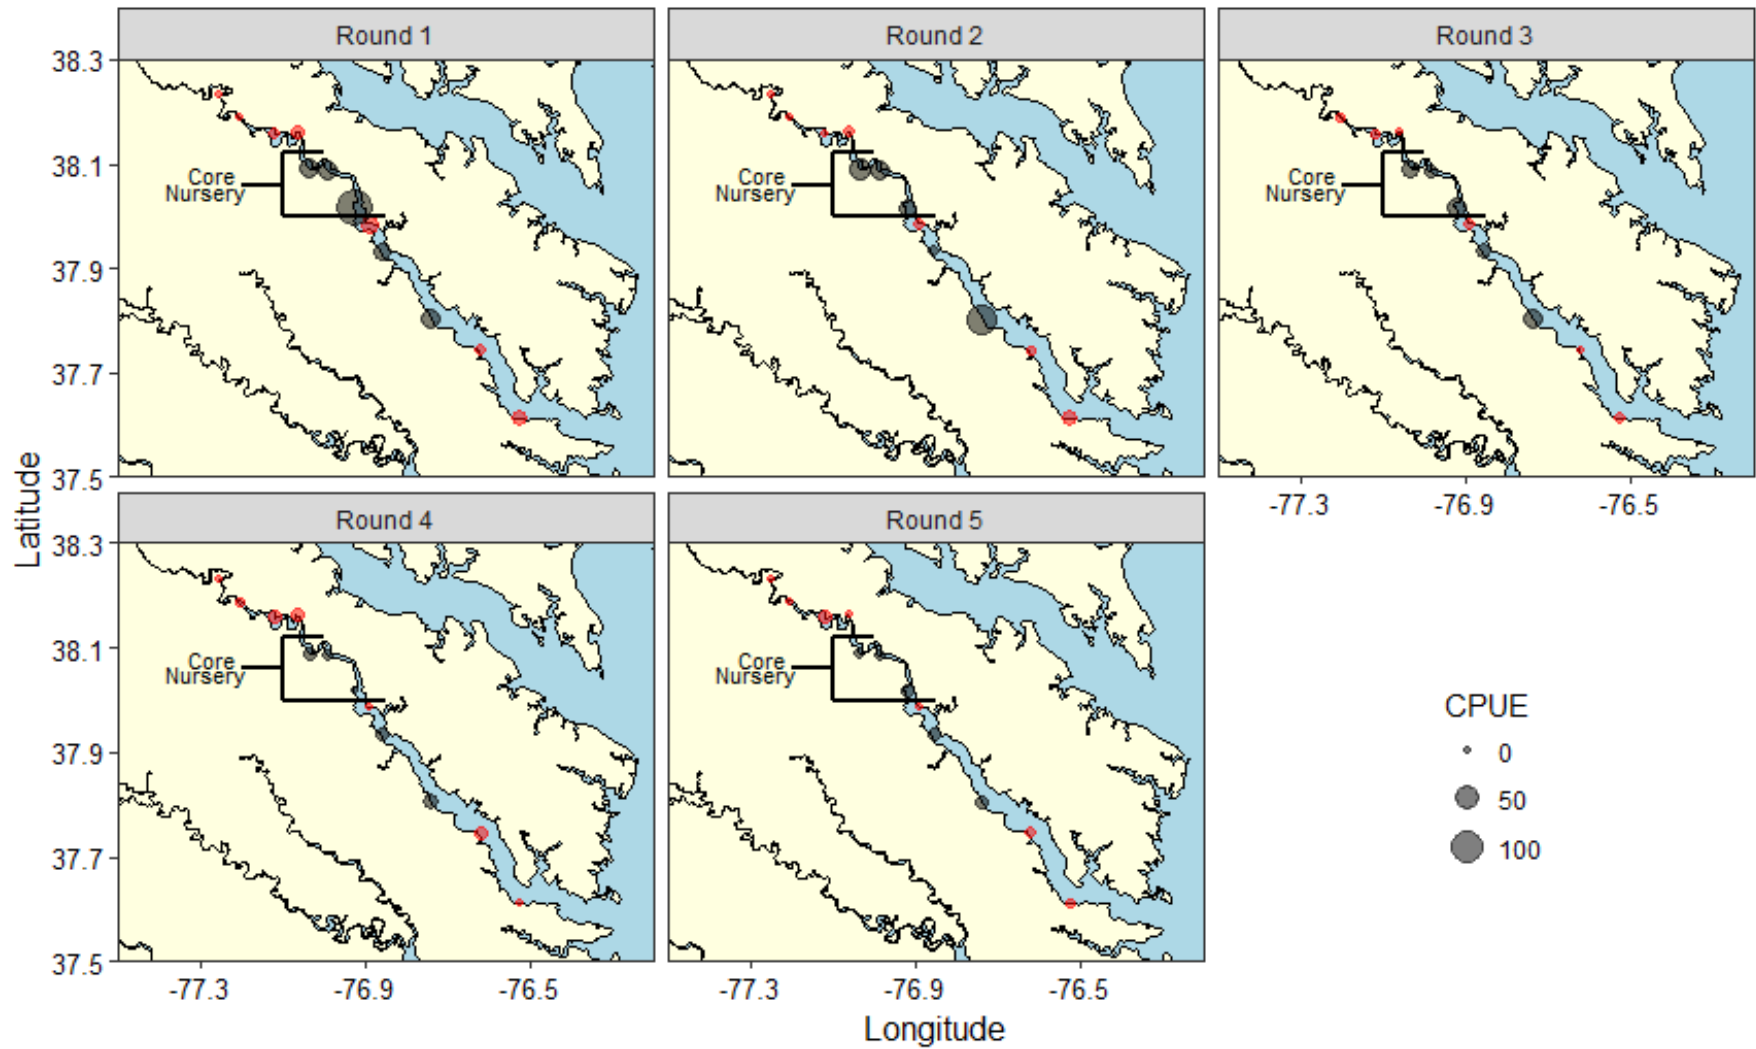 Round 1
Round 2
Round 3
38.3
38.1
37.9
37.7
37.5
Core
Nursery
Core
Nursery
Core
Nursery
-77.3
-76.9
-76.5
Latitude
Round 4
Round 5
38.3
38.1
37.9
37.7
37.5
Core
Nursery
Core
Nursery
CPUE
0
50
100
-77.3
-76.9
-76.5
-77.3
-76.9
-76.5
Longitude